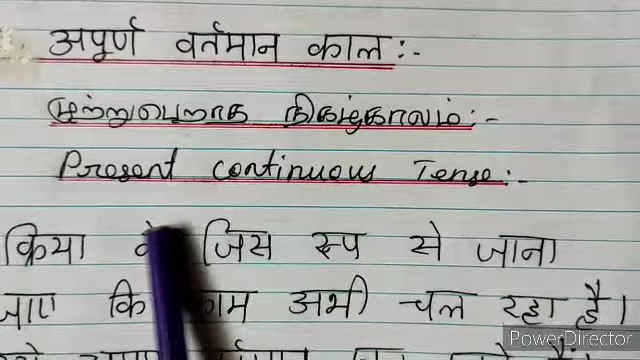 अपूर्ण वर्तमान काल :-
முற்றுபெறாத நிகழ்காலம் :-
Present continuous Tense :-
क्रिया के जिस रूप से जाना
जाए कि काम अभी चल रहा है।
PowerDirector